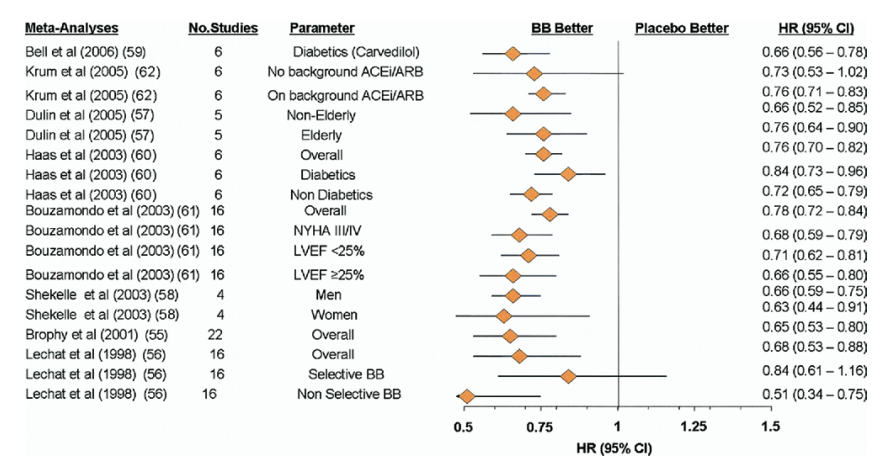 Meta-Analyses No.Studies Parameter BB Better Placebo Better HR (95% CI)
Bell et al (2006) (59) 6 Diabetics (Carvedilol) 0.66 (0.56 – 0.78)
Krum et al (2005) (62) 6 No background ACEi/ARB 0.73 (0.53 – 1.02)
Krum et al (2005) (62) 6 On background ACEi/ARB 0.76 (0.71 – 0.83)
Dulin et al (2005) (57) 5 Non-Elderly 0.66 (0.52 – 0.85)
Dulin et al (2005) (57) 5 Elderly 0.76 (0.64 – 0.90)
Haas et al (2003) (60) 6 Overall 0.76 (0.70 – 0.82)
Haas et al (2003) (60) 6 Diabetics 0.84 (0.73 – 0.96)
Haas et al (2003) (60) 6 Non Diabetics 0.72 (0.65 – 0.79)
Bouzamondo et al (2003) (61) 16 Overall 0.78 (0.72 – 0.84)
Bouzamondo et al (2003) (61) 16 NYHA III/IV 0.68 (0.59 – 0.79)
Bouzamondo et al (2003) (61) 16 LVEF <25% 0.71 (0.62 – 0.81)
Bouzamondo et al (2003) (61) 16 LVEF ≥25% 0.66 (0.55 – 0.80)
Shekelle et al (2003) (58) 4 Men 0.66 (0.59 – 0.75)
Shekelle et al (2003) (58) 4 Women 0.63 (0.44 – 0.91)
Brophy et al (2001) (55) 22 Overall 0.65 (0.53 – 0.80)
Lechat et al (1998) (56) 16 Overall 0.68 (0.53 – 0.88)
Lechat et al (1998) (56) 16 Selective BB 0.84 (0.61 – 1.16)
Lechat et al (1998) (56) 16 Non Selective BB 0.51 (0.34 – 0.75)
0.5 0.75 1 1.25 1.5
HR (95% CI)